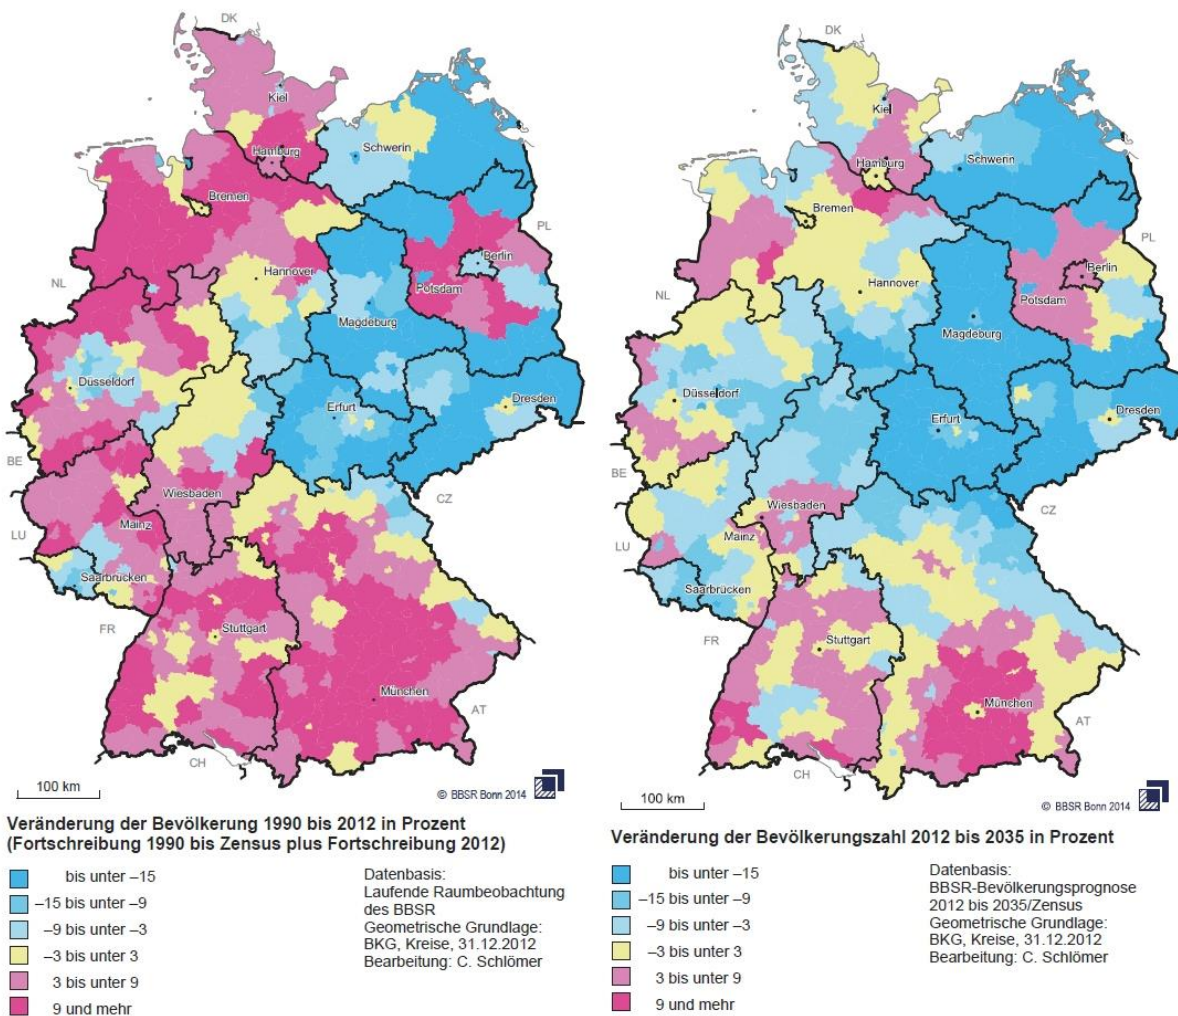 DK
Kiel
Hamburg
Schwerin
Bremen
PL
Berlin
NL
Hannover
Potsdam
Magdeburg
Düsseldorf
Erfurt
Dresden
BE
Wiesbaden
CZ
LU
Mainz
Saarbrücken
FR
Stuttgart
München
AT
CH
100 km
© BBSR Bonn 2014
Veränderung der Bevölkerung 1990 bis 2012 in Prozent
(Fortschreibung 1990 bis Zensus plus Fortschreibung 2012)
bis unter –15
–15 bis unter –9
–9 bis unter –3
–3 bis unter 3
3 bis unter 9
9 und mehr
Datenbasis:
Laufende Raumbeobachtung
des BBSR
Geometrische Grundlage:
BKG, Kreise, 31.12.2012
Bearbeitung: C. Schlömer
DK
Kiel
Hamburg
Schwerin
Bremen
PL
Berlin
NL
Hannover
Potsdam
Magdeburg
Düsseldorf
Erfurt
Dresden
BE
Wiesbaden
CZ
LU
Mainz
Saarbrücken
FR
Stuttgart
München
AT
CH
100 km
© BBSR Bonn 2014
Veränderung der Bevölkerungszahl 2012 bis 2035 in Prozent
bis unter –15
–15 bis unter –9
–9 bis unter –3
–3 bis unter 3
3 bis unter 9
9 und mehr
Datenbasis:
BBSR-Bevölkerungsprognose
2012 bis 2035/Zensus
Geometrische Grundlage:
BKG, Kreise, 31.12.2012
Bearbeitung: C. Schlömer